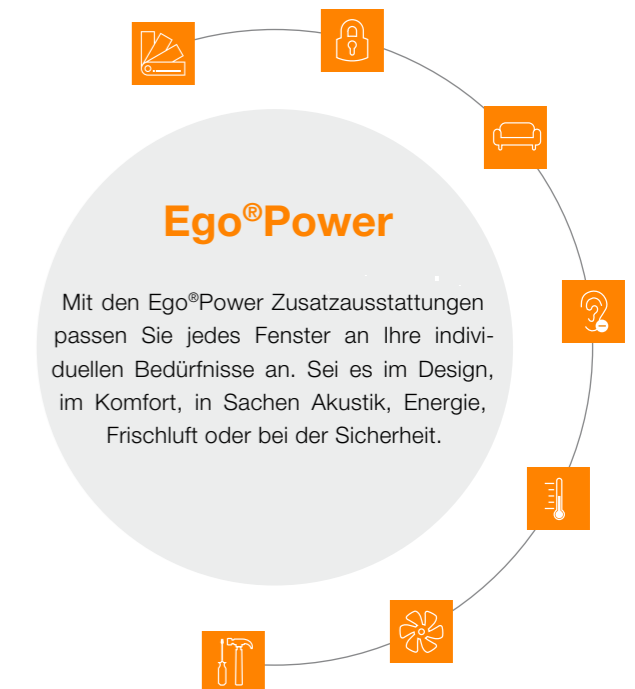 Ego®Power
Mit den Ego®Power Zusatzausstattungen
passen Sie jedes Fenster an Ihre indivi-
duellen Bedürfnisse an. Sei es im Design,
im Komfort, in Sachen Akustik, Energie,
Frischluft oder bei der Sicherheit.